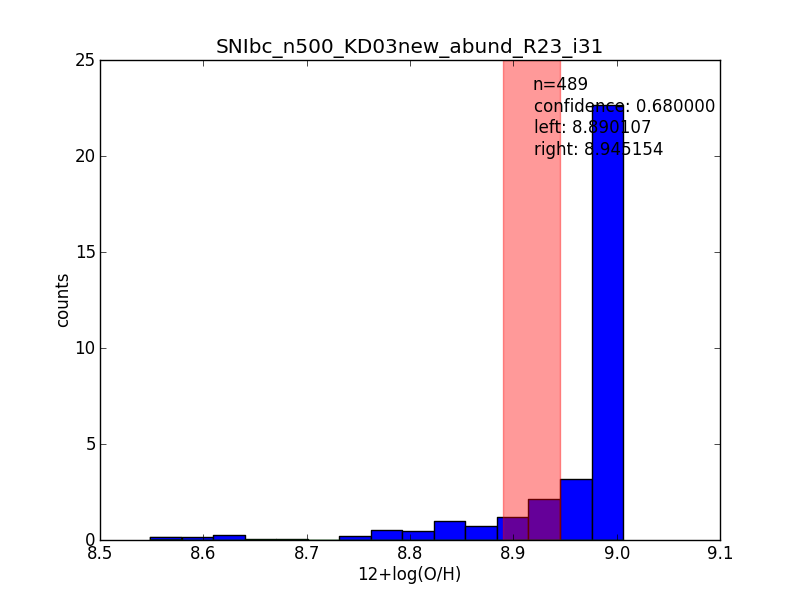 SNIbc_n500_KD03new_abund_R23_i31
25
n=489
confidence: 0.680000
left: 8.890107
right: 8.945154
20
15
counts
10
5
0
8.5 8.6 8.7 8.8 8.9 9.0 9.1
12+log(O/H)